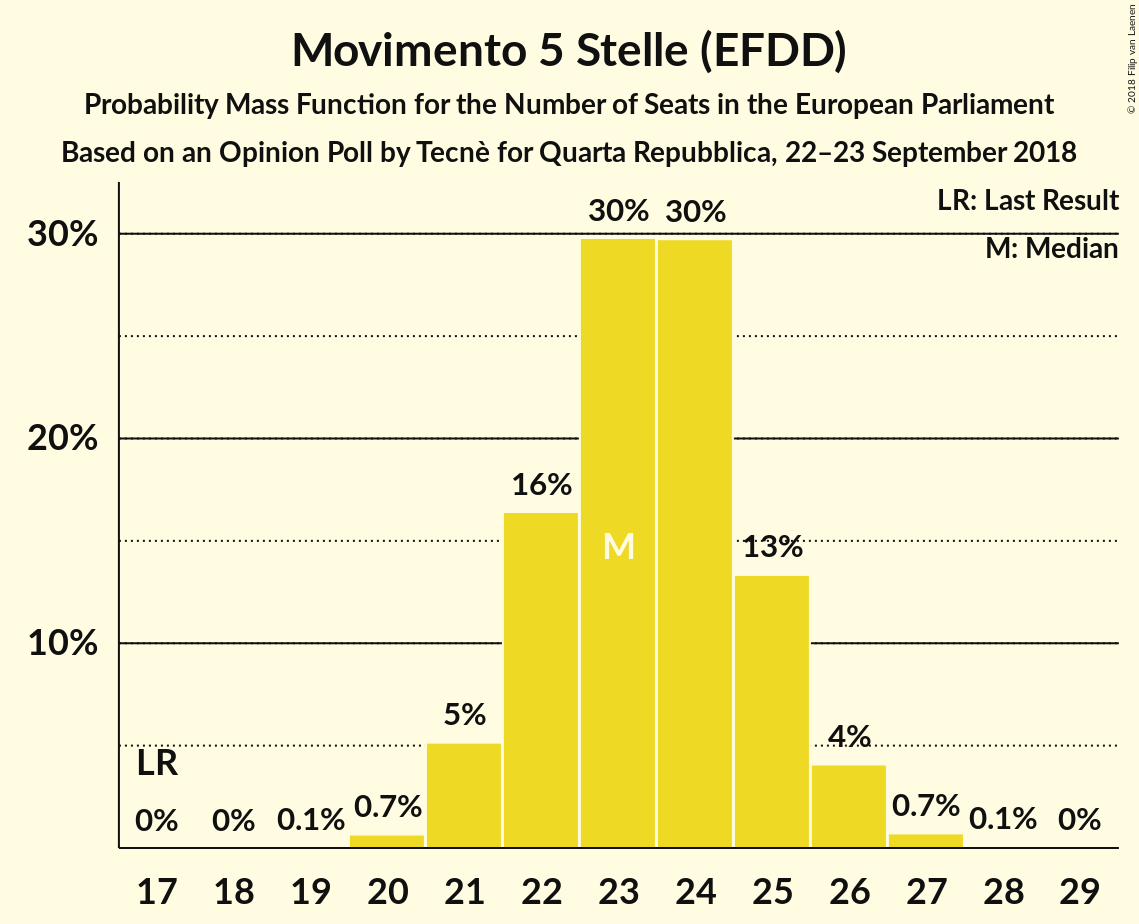 Movimento 5 Stelle (EFDD)
Probability Mass Function for the Number of Seats in the European Parliament
Based on an Opinion Poll by Tecnè for Quarta Repubblica, 22–23 September 2018
© 2018 Filip van Laenen
LR: Last Result
M: Median
30%
20%
10%
30% 30%
16%
M
13%
5%
4%
LR
0% 0% 0.1% 0.7% 0.7% 0.1% 0%
17 18 19 20 21 22 23 24 25 26 27 28 29